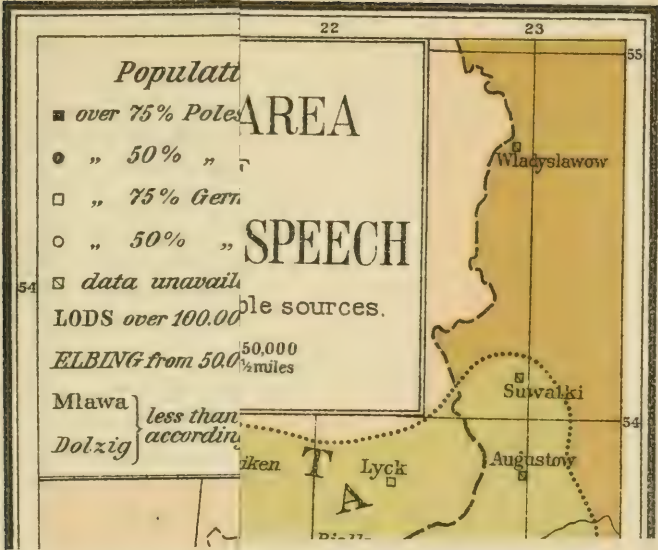 22
23
Populati
over 75% Poles
„ 50% „
„ 75% Germ
„ 50% „
data unavail
LODS over 100.00
ELBING from 50.0
Mlawa
Dolzig
less than
according
AREA
SPEECH
ble sources.
50,000
½miles
55
54
54
Wladyslawow
Suwalki
Augustow
Lyck
iken
T
A